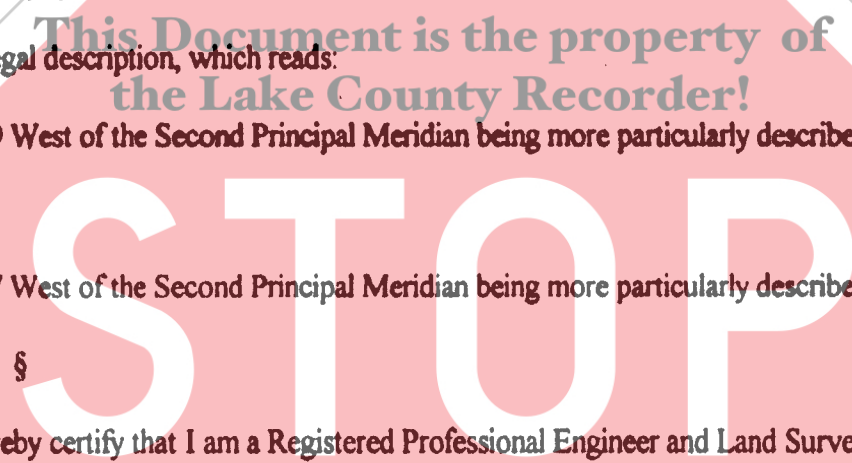 This Document is the property of
egal description, which reads:
the Lake County Recorder!
West of the Second Principal Meridian being more particularly describe
STOP
West of the Second Principal Meridian being more particularly describe
§
eby certify that I am a Registered Professional Engineer and Land Surve